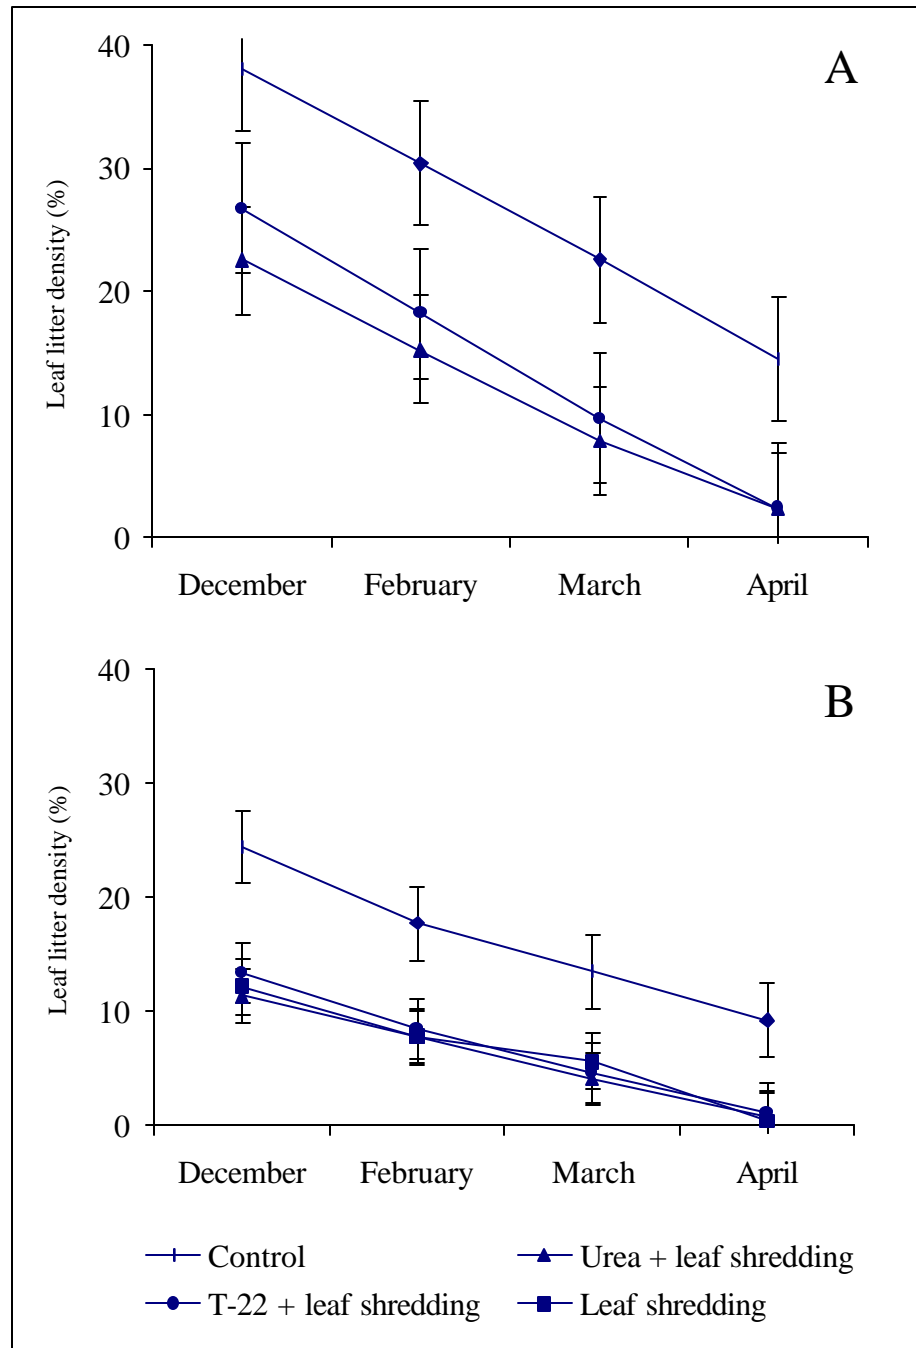 A
40
30
20
10
0
Leaf litter density (%)
December February March April
B
40
30
20
10
0
Leaf litter density (%)
December February March April
Control Urea + leaf shredding
T-22 + leaf shredding Leaf shredding